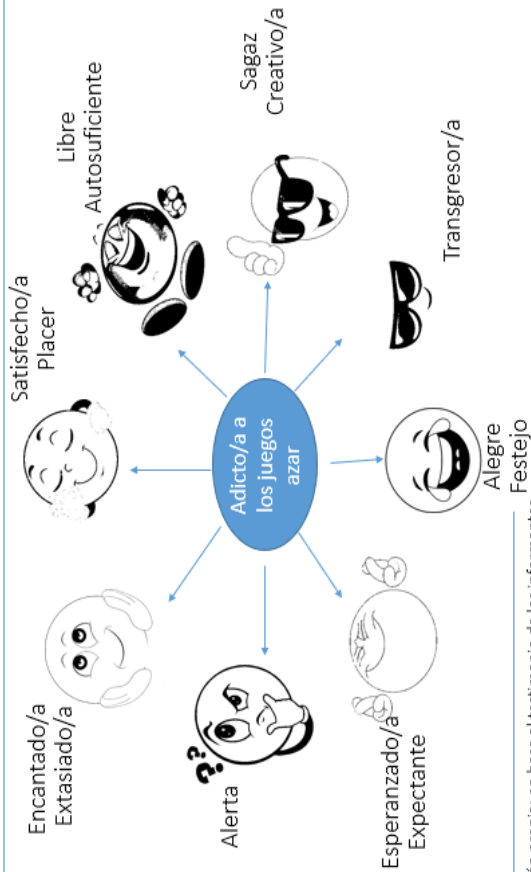 Satisfecho/a
Placer
Encantado/a
Extasiado/a
Libre
Autosuficiente
Alerta
¿?
Adicto/a a
los juegos
azar
Sagaz
Creativo/a
Esperanzado/a
Expectante
Transgresor/a
Alegre
Festejo